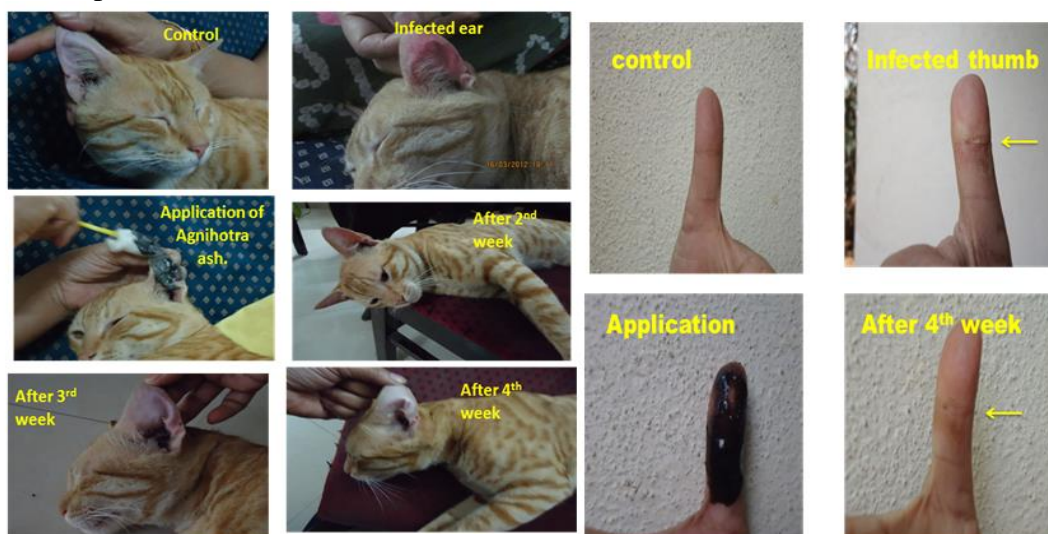 Control
Infected ear
Application of
Agnihotra
ash.
After 2nd
week
After 3rd
week
After 4th
week
control
Infected thumb
Application
After 4th week